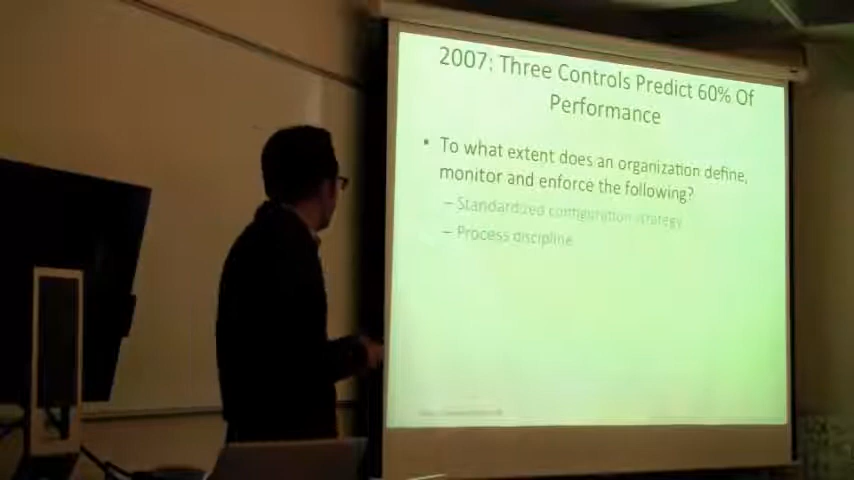 2007: Three Controls Predict 60% Of
Performance
• To what extent does an organization define,
monitor and enforce the following?
– Standardized configuration strategy
– Process discipline